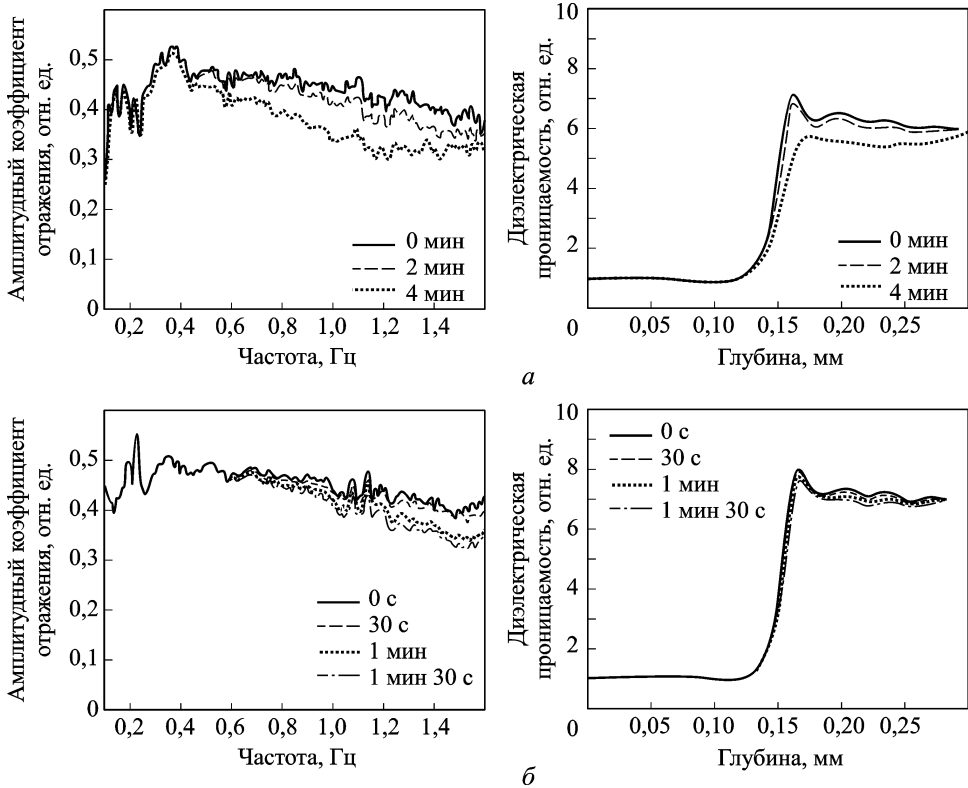 Амплитудный коэффициент
отражения, отн. ед.
0,5
0,4
0,3
0,2
0,1
0
0,2
0,4
0,6
0,8
1,0
1,2
1,4
Частота, Гц
0 мин
2 мин
4 мин
Диэлектрическая
проницаемость, отн. ед.
10
8
6
4
2
0
0,05
0,10
0,15
0,20
0,25
Глубина, мм
0 мин
2 мин
4 мин
а
Амплитудный коэффициент
отражения, отн. ед.
0,5
0,4
0,3
0,2
0,1
0
0,2
0,4
0,6
0,8
1,0
1,2
1,4
Частота, Гц
0 с
30 с
1 мин
1 мин 30 с
Диэлектрическая
проницаемость, отн. ед.
10
8
6
4
2
0
0,05
0,10
0,15
0,20
0,25
Глубина, мм
0 с
30 с
1 мин
1 мин 30 с
б